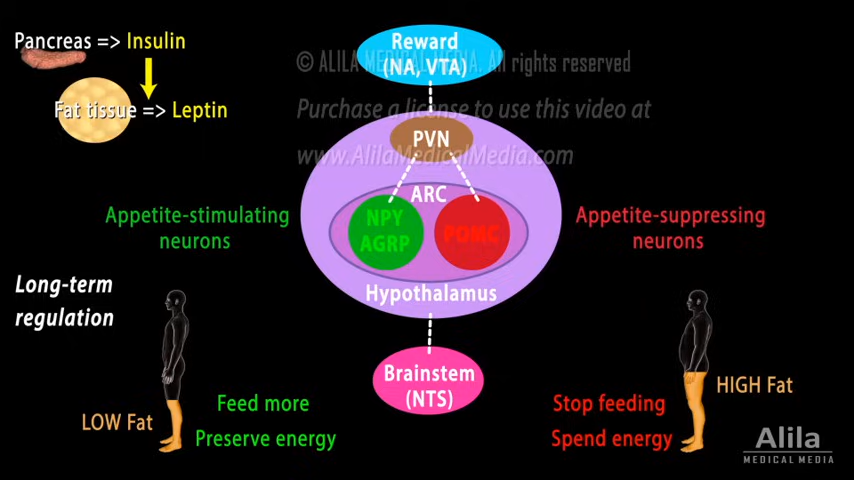 Pancreas => Insulin
Fat tissue => Leptin
Reward
(NA, VTA)
© ALILA MEDICAL MEDIA, All rights reserved
Purchase a license to use this video at
www.AlilaMedicalMedia.com
PVN
ARC
NPY
AGRP
POMC
Hypothalamus
Appetite-stimulating
neurons
Appetite-suppressing
neurons
Long-term
regulation
Brainstem
(NTS)
LOW Fat
Feed more
Preserve energy
Stop feeding
Spend energy
HIGH Fat
Alila
MEDICAL MEDIA